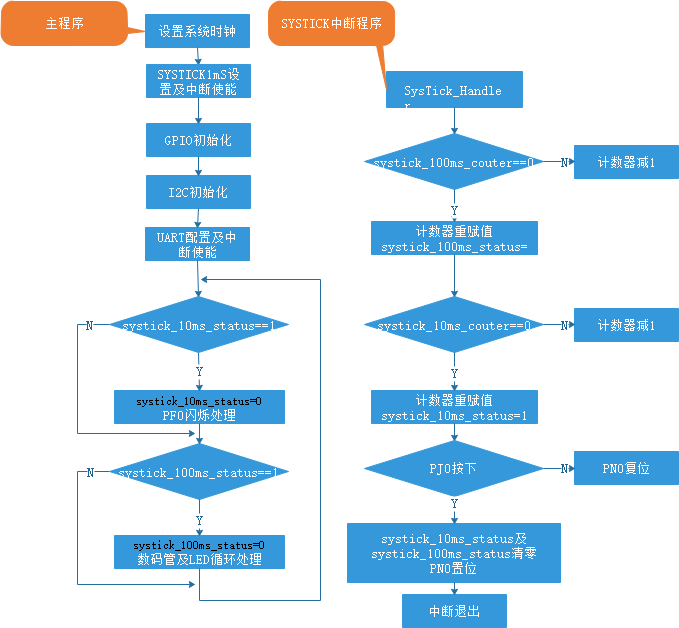 主程序
设置系统时钟
SYSTICK1mS设
置及中断使能
GPIO初始化
I2C初始化
UART配置及中
断使能
systick_10ms_status==1
N
Y
systick_10ms_status=0
PF0闪烁处理
systick_100ms_status==1
N
Y
systick_100ms_status=0
数码管及LED循环处理
SYSTICK中断程序
SysTick_Handle
r
systick_100ms_couter==0
N
计数器减1
Y
计数器重赋值
systick_100ms_status=
systick_10ms_couter==0
N
计数器减1
Y
计数器重赋值
systick_10ms_status=1
PJ0按下
N
PN0复位
Y
systick_10ms_status及
systick_100ms_status清零
PN0置位
中断退出